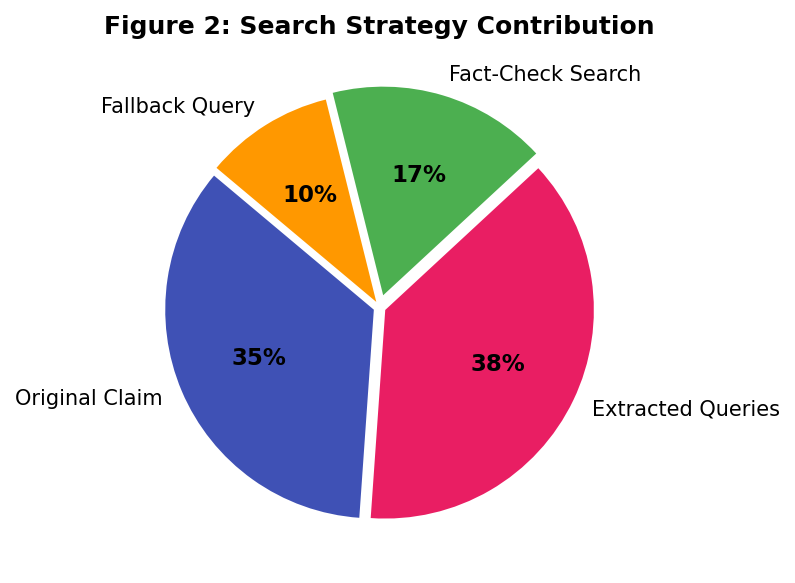 Figure 2: Search Strategy Contribution
Fact-Check Search
Fallback Query
17%
10%
35%
38%
Original Claim
Extracted Queries